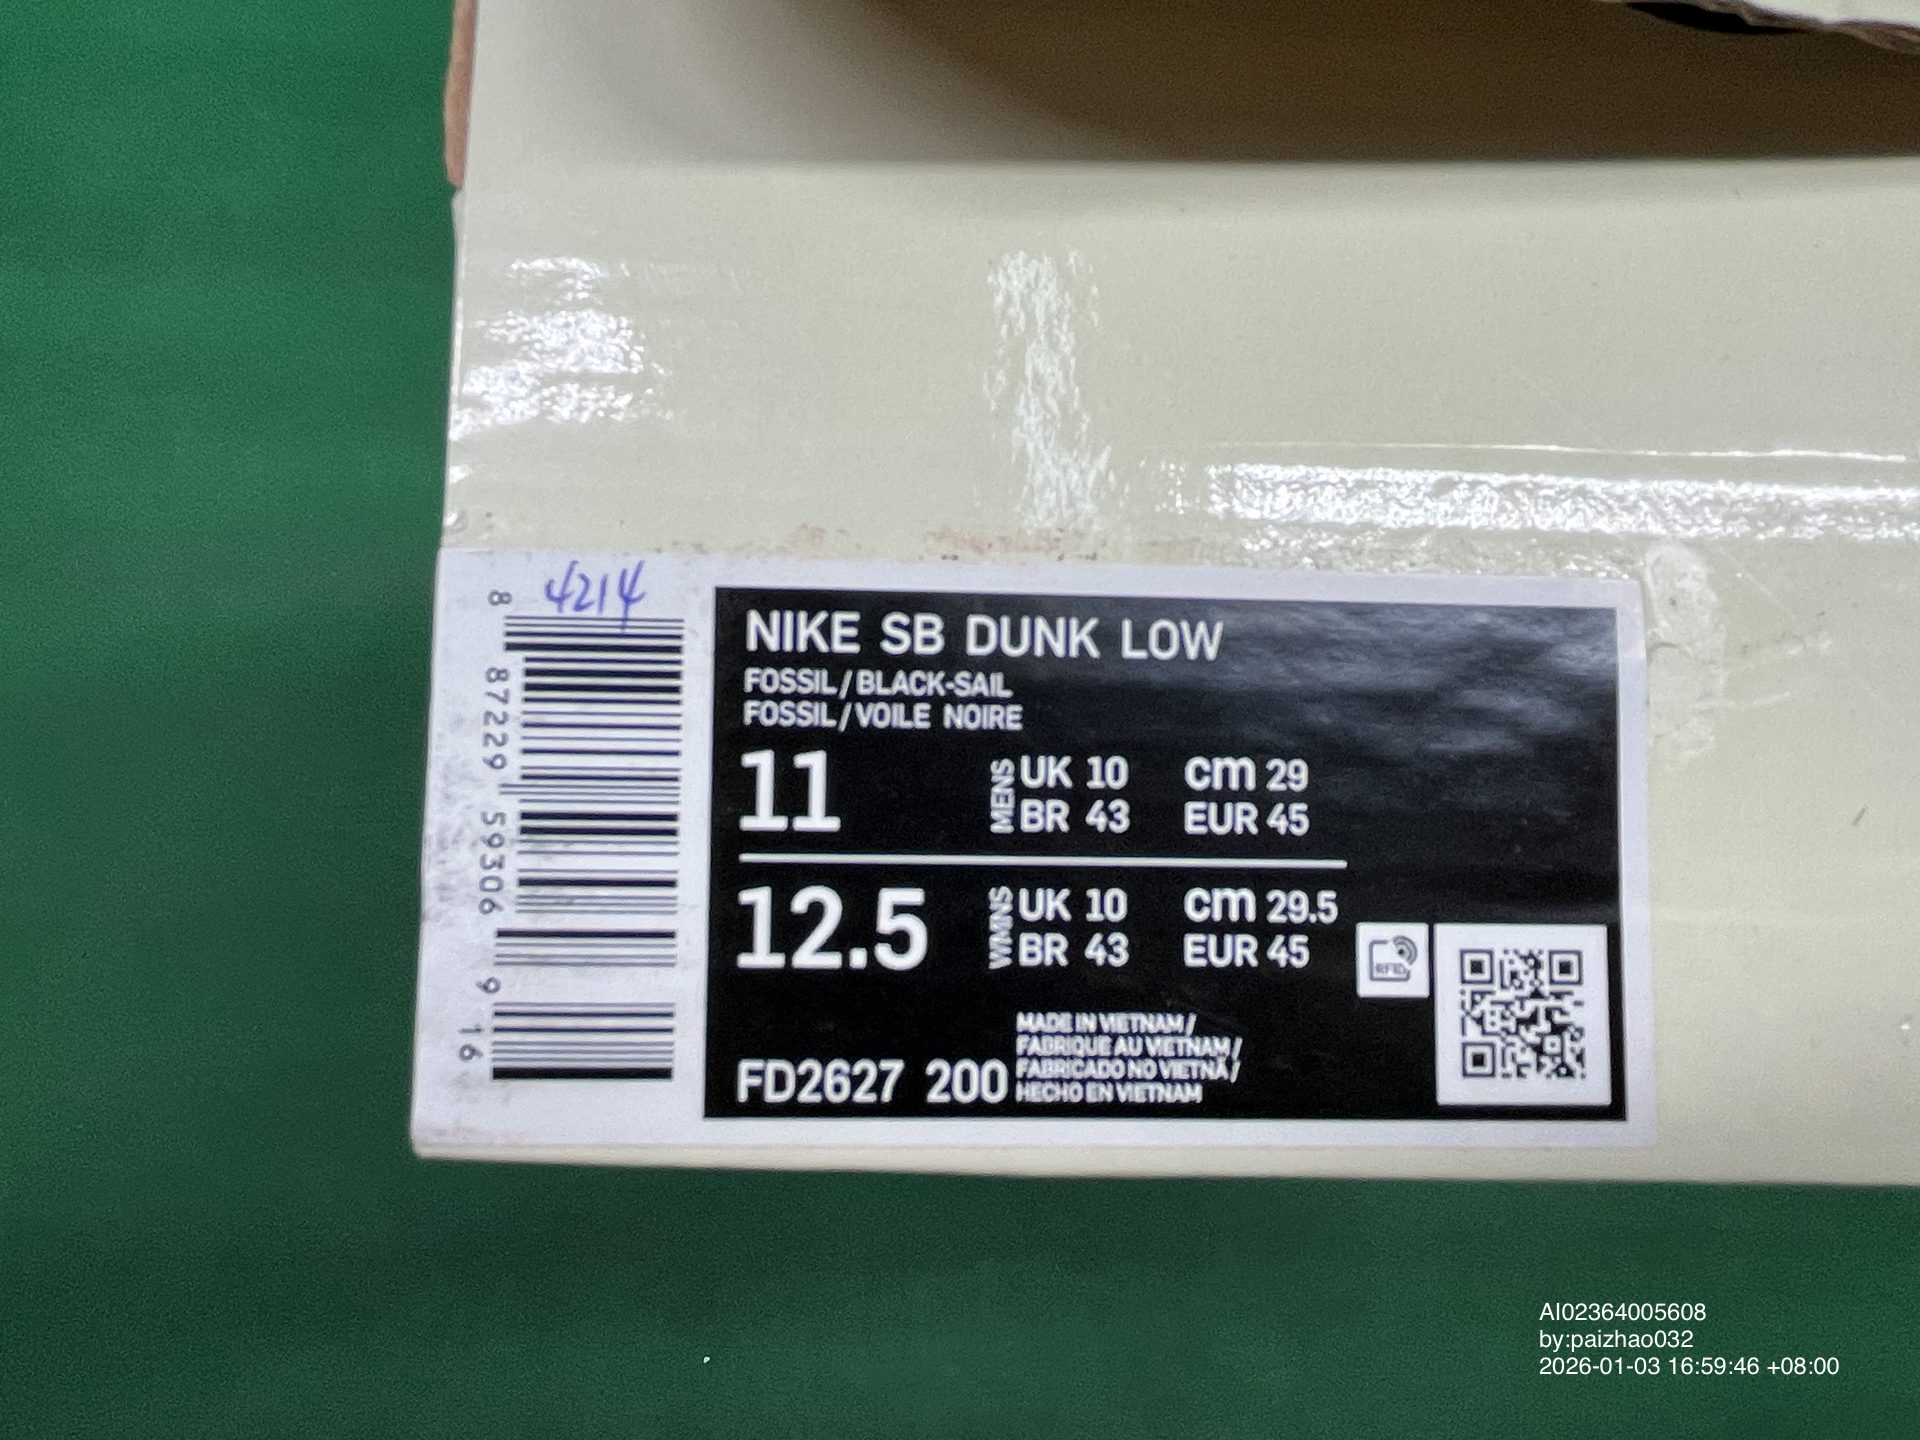 4214
8 87229 59306 9 16
NIKE SB DUNK LOW
FOSSIL/BLACK-SAIL
FOSSIL/VOILE NOIRE
11 MENS UK 10 cm 29
BR 43 EUR 45
12.5 WMNS UK 10 cm 29.5
BR 43 EUR 45
RFID
MADE IN VIETNAM/
FABRIQUE AU VIETNAM/
FABRICADO NO VIETNÃ/
HECHO EN VIETNAM
FD2627 200
AI02364005608
by:paizhao032
2026-01-03 16:59:46 +08:00